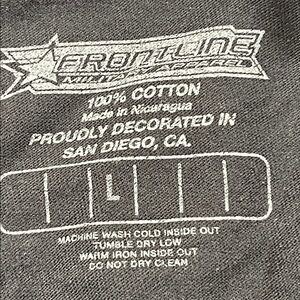 FRONTLINE
MILITARY APPAREL
100% COTTON
Made in Nicaragua
PROUDLY DECORATED IN
SAN DIEGO, CA.
L
MACHINE WASH COLD INSIDE OUT
TUMBLE DRY LOW
WARM IRON INSIDE OUT
DO NOT DRY CLEAN